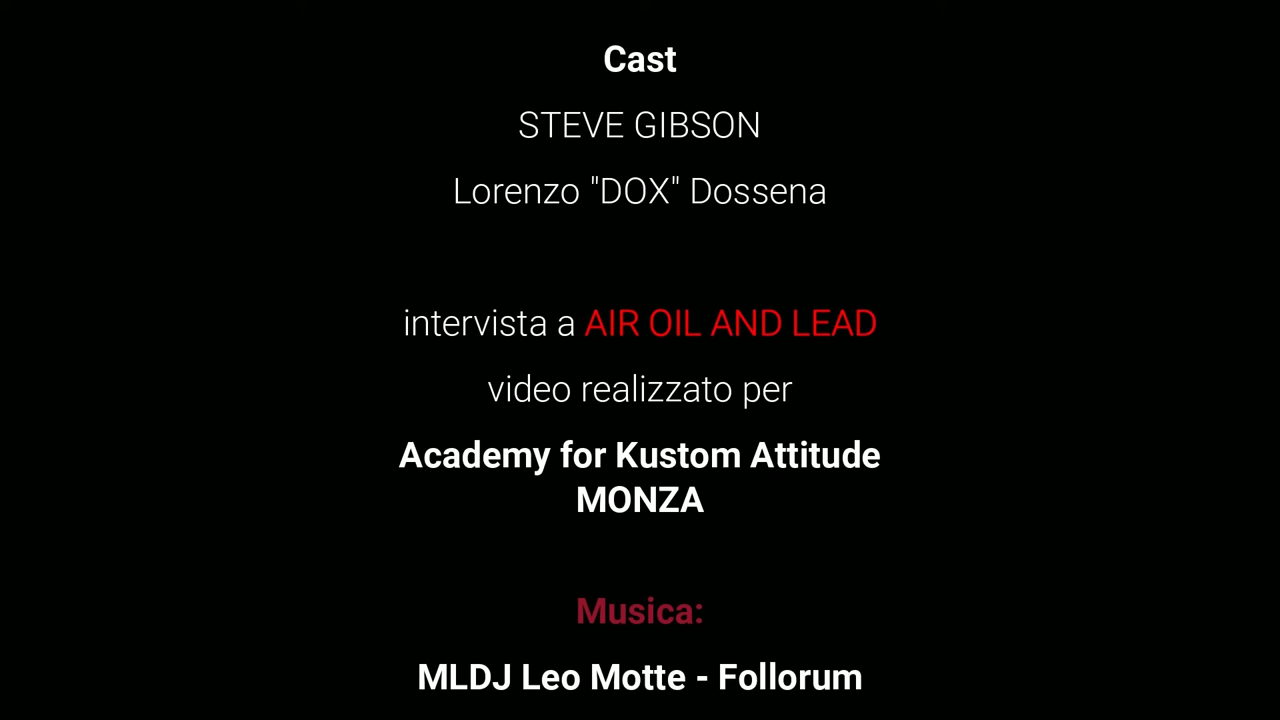 Cast
STEVE GIBSON
Lorenzo "DOX" Dossena
intervista a AIR OIL AND LEAD
video realizzato per
Academy for Kustom Attitude
MONZA
Musica:
MLDJ Leo Motte - Follorum